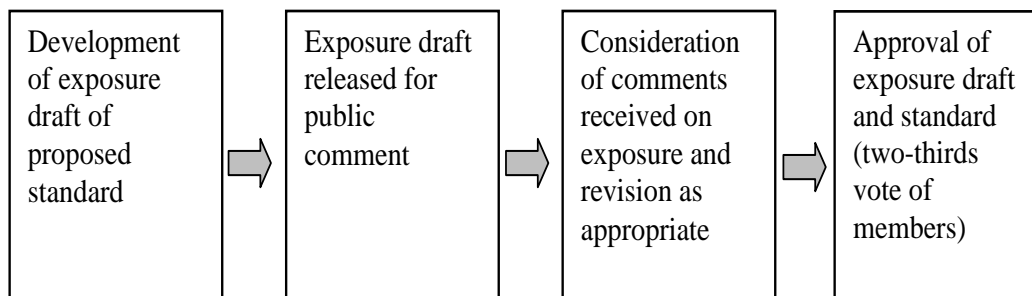 Development
of exposure
draft of
proposed
standard
Exposure draft
released for
public
comment
Consideration
of comments
received on
exposure and
revision as
appropriate
Approval of
exposure draft
and standard
(two-thirds
vote of
members)